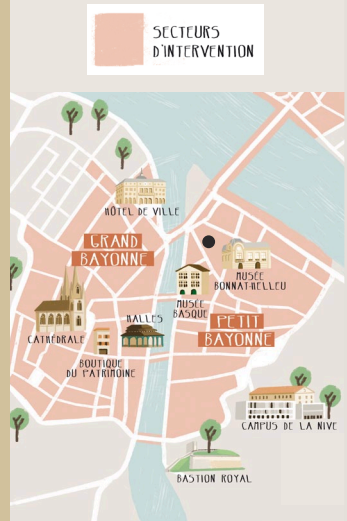 SECTEURS
D'INTERVENTION
HÔTEL DE VILLE
GRAND
BAYONNE
MUSÉE
BONNAT-HELLEU
MUSÉE
BASQUE
HALLES
PETIT
BAYONNE
CATHÉDRALE
BOUTIQUE
DU PATRIMOINE
CAMPUS DE LA NIVE
BASTION ROYAL